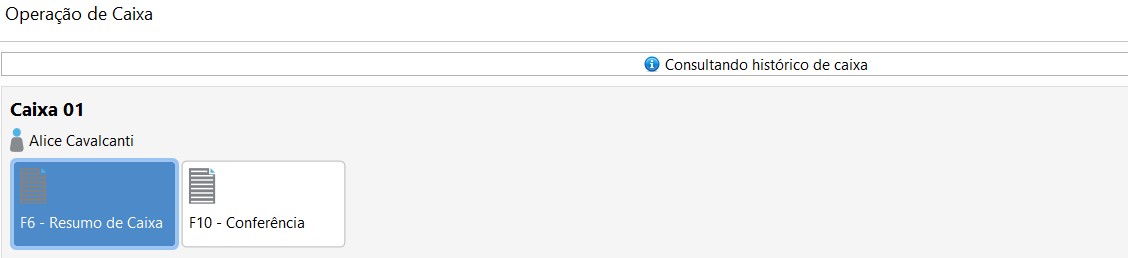 Operação de Caixa
Consultando histórico de caixa
Caixa 01
Alice Cavalcanti
F6 - Resumo de Caixa
F10 - Conferência